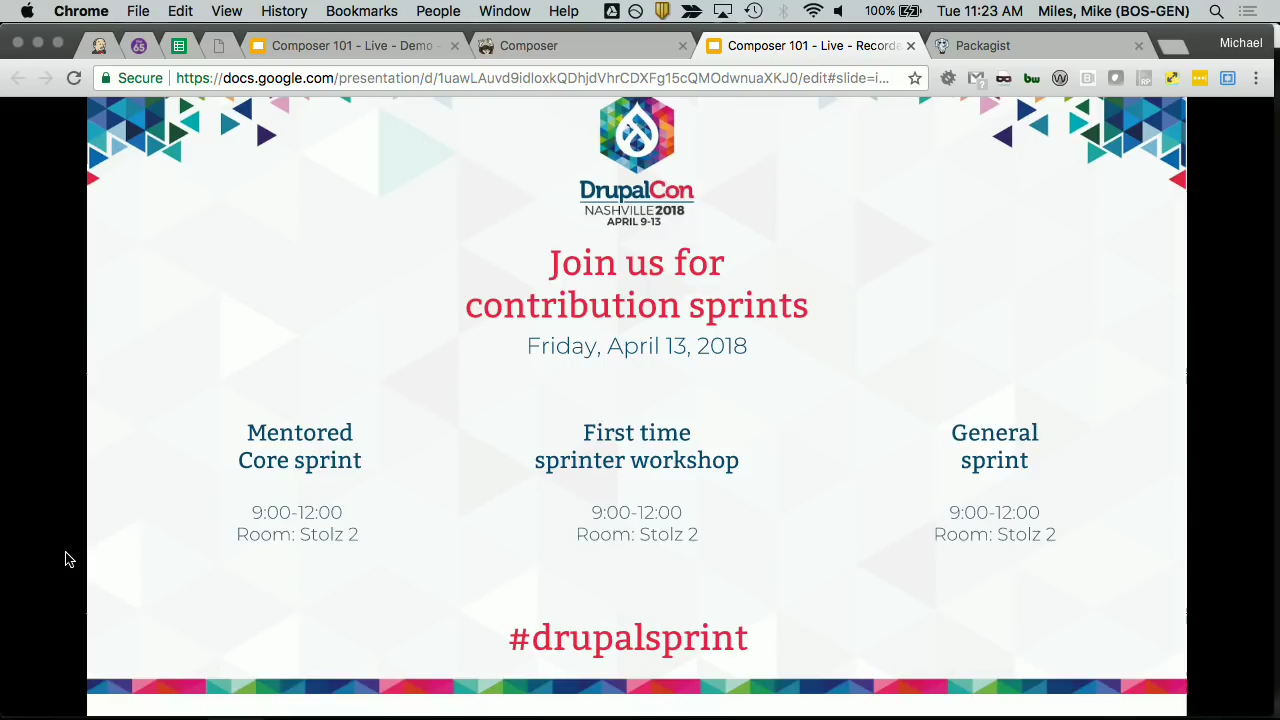 Chrome File Edit View History Bookmarks People Window Help 100% Tue 11:23 AM Miles, Mike (BOS-GEN)
65 Composer 101 - Live - Demo - Composer Composer 101 - Live - Recorde Packagist Michael
Secure https://docs.google.com/presentation/d/1uawLAuvd9idloxkQDhjdVhrCDXFg15cQMOdwnuaXKJ0/edit#slide=i...
DrupalCon
NASHVILLE 2018
APRIL 9-13
Join us for
contribution sprints
Friday, April 13, 2018
Mentored
Core sprint
9:00-12:00
Room: Stolz 2
First time
sprinter workshop
9:00-12:00
Room: Stolz 2
General
sprint
9:00-12:00
Room: Stolz 2
#drupalsprint